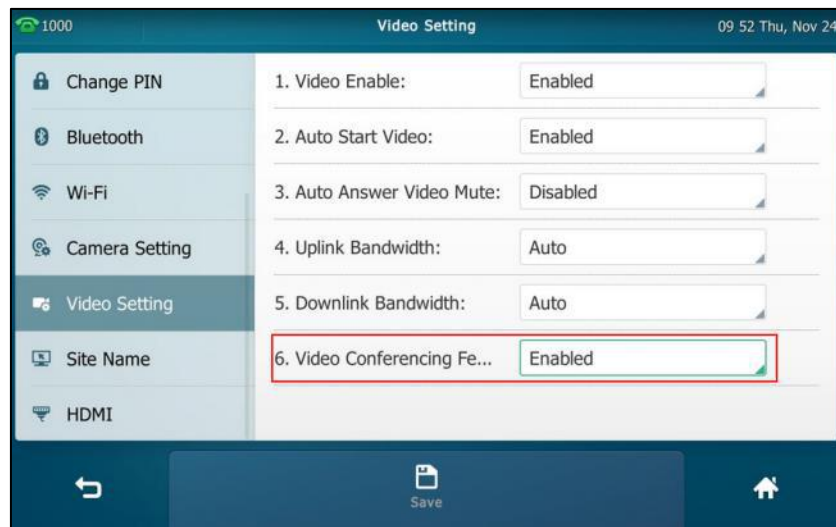 1000 Video Setting 09 52 Thu, Nov 24
Change PIN
Bluetooth
Wi-Fi
Camera Setting
Video Setting
Site Name
HDMI
1. Video Enable: Enabled
2. Auto Start Video: Enabled
3. Auto Answer Video Mute: Disabled
4. Uplink Bandwidth: Auto
5. Downlink Bandwidth: Auto
6. Video Conferencing Fe... Enabled
Save